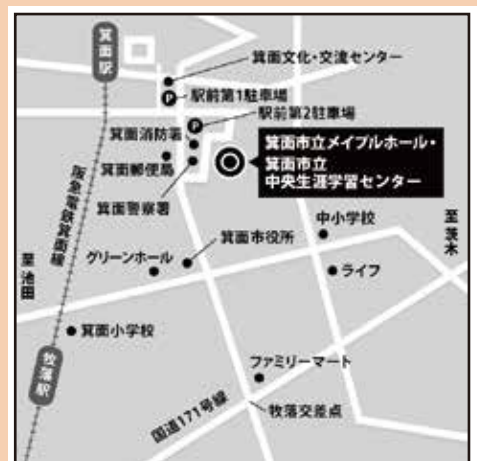 箕面駅
箕面文化・交流センター
P 駅前第1駐車場
P 駅前第2駐車場
箕面消防署
箕面郵便局
箕面警察署
箕面市立メイプルホール・
箕面市立
中央生涯学習センター
阪急電鉄箕面線
至池田
グリーンホール
箕面市役所
中小学校
至茨木
ライフ
箕面小学校
牧落駅
ファミリーマート
国道171号線
牧落交差点